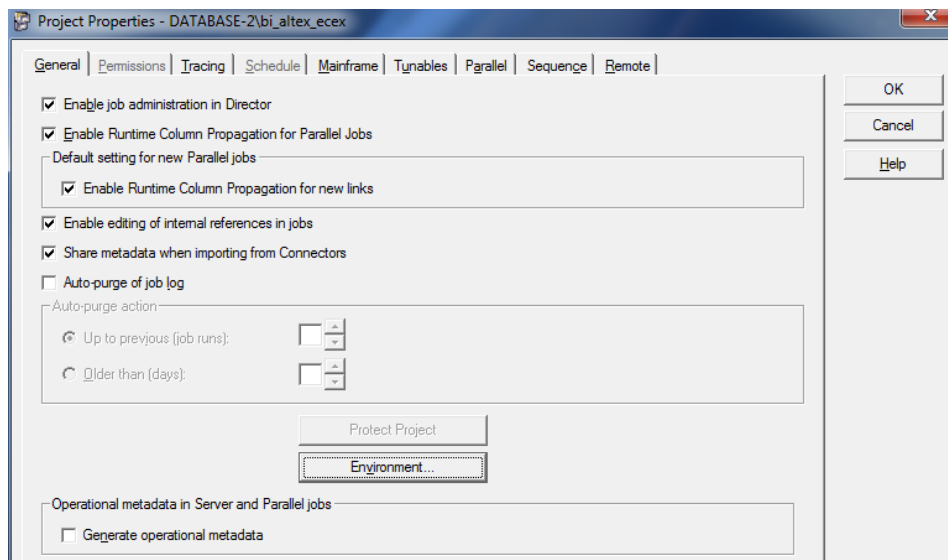 Project Properties - DATABASE-2\bi_altex_ecex
General Permissions Tracing Schedule Mainframe Tunables Parallel Sequence Remote
OK
Cancel
Help
Enable job administration in Director
Enable Runtime Column Propagation for Parallel Jobs
Default setting for new Parallel jobs
Enable Runtime Column Propagation for new links
Enable editing of internal references in jobs
Share metadata when importing from Connectors
Auto-purge of job log
Auto-purge action
Up to previous (job runs):
Older than (days):
Protect Project
Environment...
Operational metadata in Server and Parallel jobs
Generate operational metadata